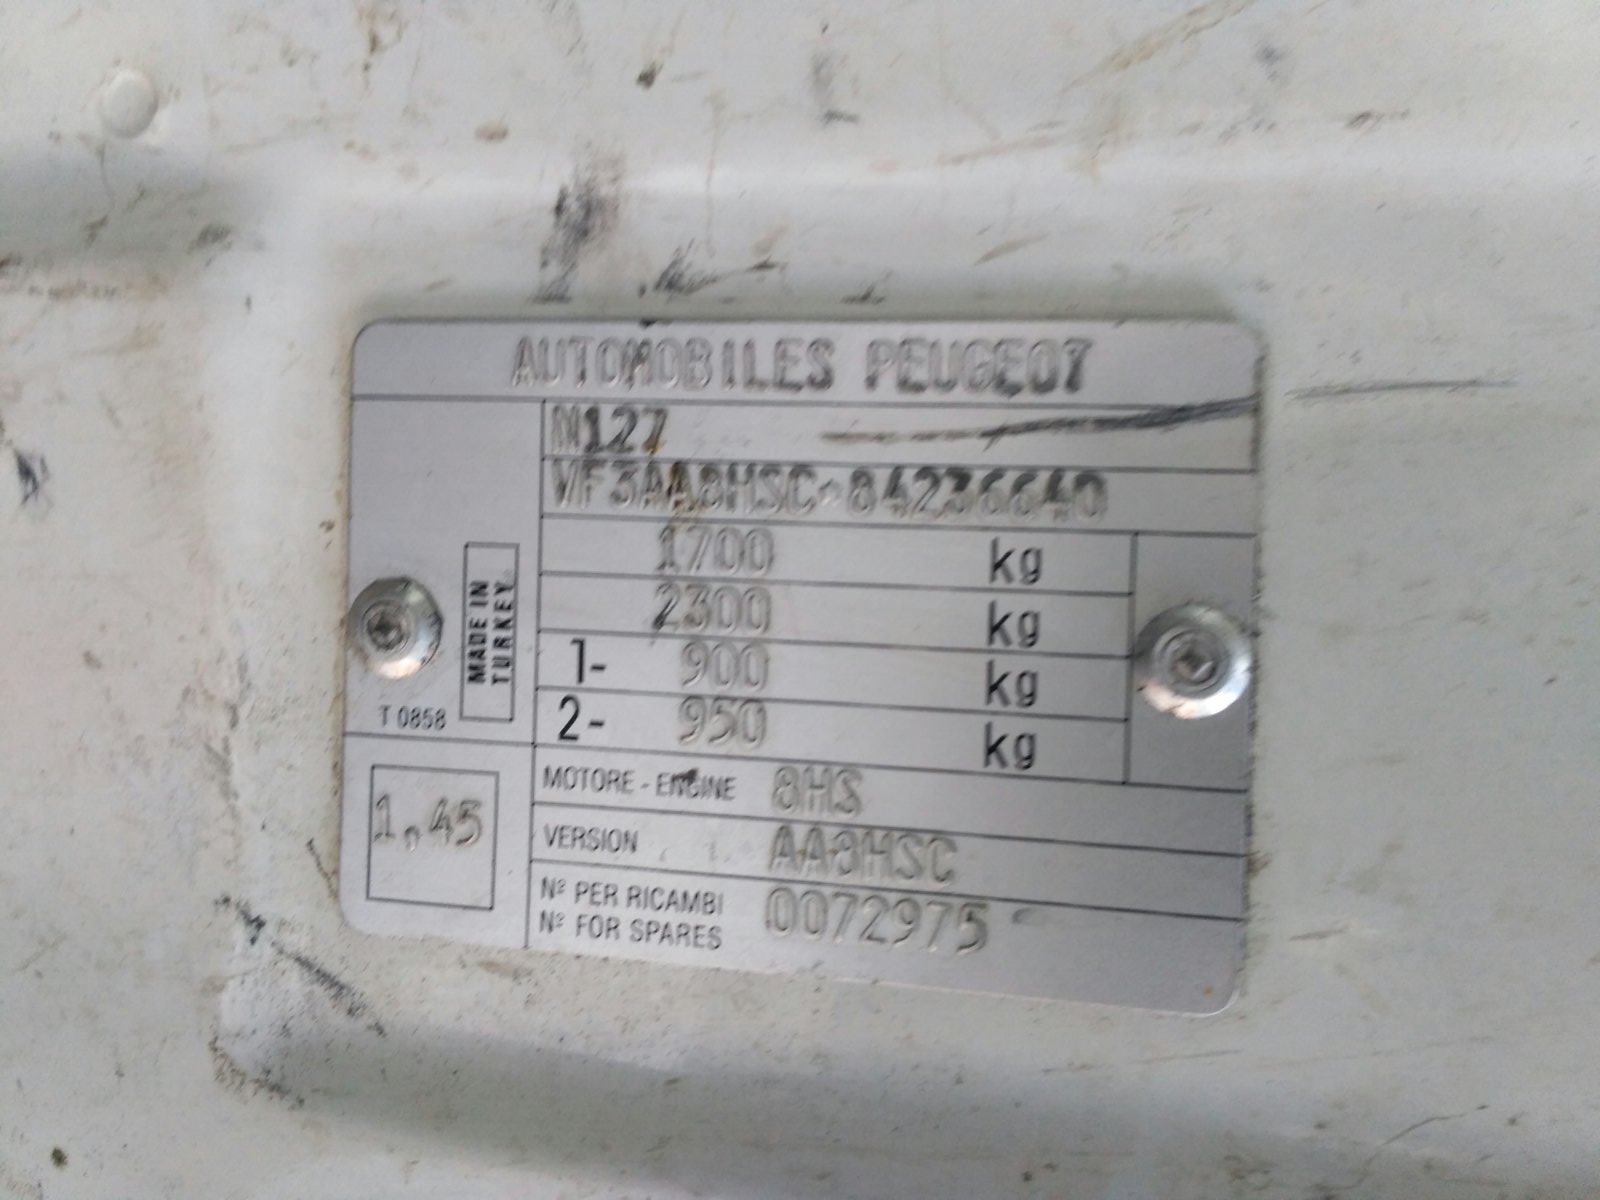 AUTOMOBILES PEUGEOT
N127
VF3AA8HSC*84236640
1700 kg
2300 kg
1- 900 kg
2- 950 kg
MADE IN
TURKEY
T 0858
1,45
MOTORE - ENGINE 8HS
VERSION AA8HSC
Nº PER RICAMBI
Nº FOR SPARES 0072975